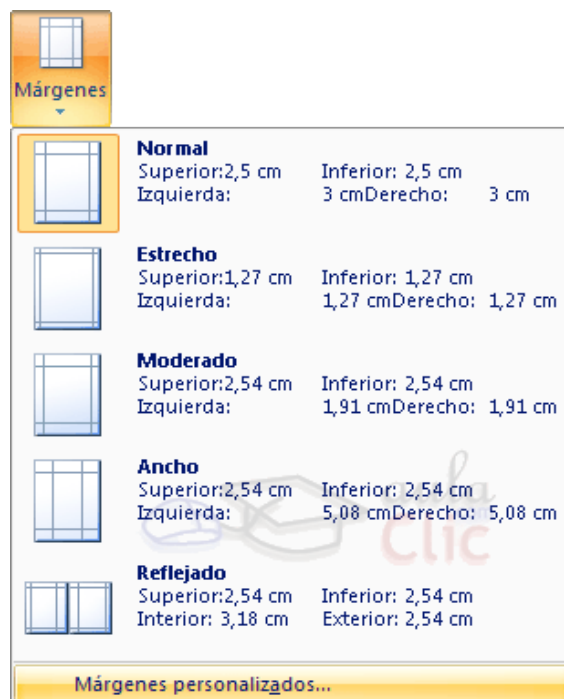 Márgenes
Normal
Superior:2,5 cm Inferior: 2,5 cm
Izquierda: 3 cmDerecho: 3 cm
Estrecho
Superior:1,27 cm Inferior: 1,27 cm
Izquierda: 1,27 cmDerecho: 1,27 cm
Moderado
Superior:2,54 cm Inferior: 2,54 cm
Izquierda: 1,91 cmDerecho: 1,91 cm
Ancho
Superior:2,54 cm Inferior: 2,54 cm
Izquierda: 5,08 cmDerecho: 5,08 cm
aula
Clic
Reflejado
Superior:2,54 cm Inferior: 2,54 cm
Interior: 3,18 cm Exterior: 2,54 cm
Márgenes personalizados...